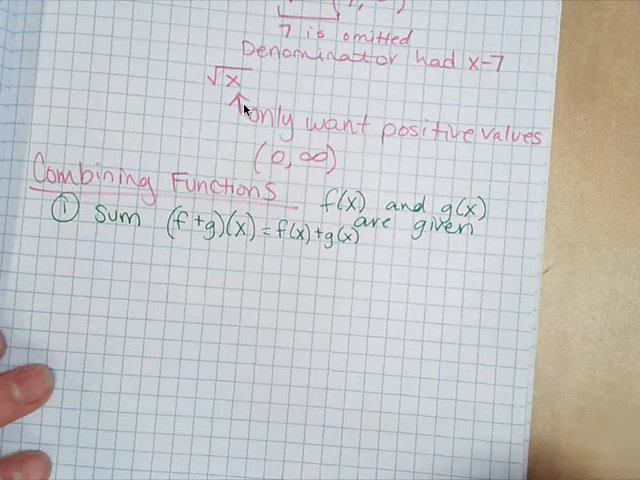 7 is omitted
Denominator had x-7
√x
only want positive values
(0, ∞)
Combining Functions
f(x) and g(x) are given
① Sum (f+g)(x) = f(x)+g(x)